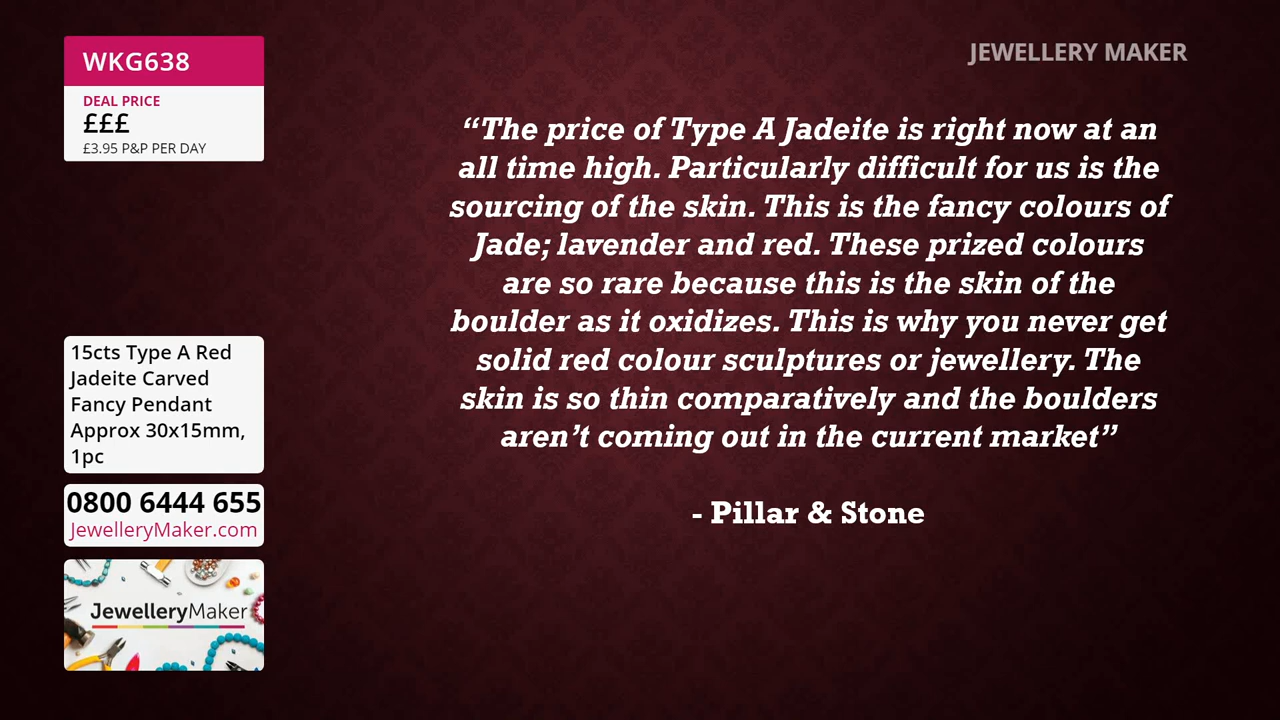 WKG638
DEAL PRICE
£££
£3.95 P&P PER DAY
JEWELLERY MAKER
“The price of Type A Jadeite is right now at an
all time high. Particularly difficult for us is the
sourcing of the skin. This is the fancy colours of
Jade; lavender and red. These prized colours
are so rare because this is the skin of the
boulder as it oxidizes. This is why you never get
solid red colour sculptures or jewellery. The
skin is so thin comparatively and the boulders
aren’t coming out in the current market”
- Pillar & Stone
15cts Type A Red
Jadeite Carved
Fancy Pendant
Approx 30x15mm,
1pc
0800 6444 655
JewelleryMaker.com
JewelleryMaker